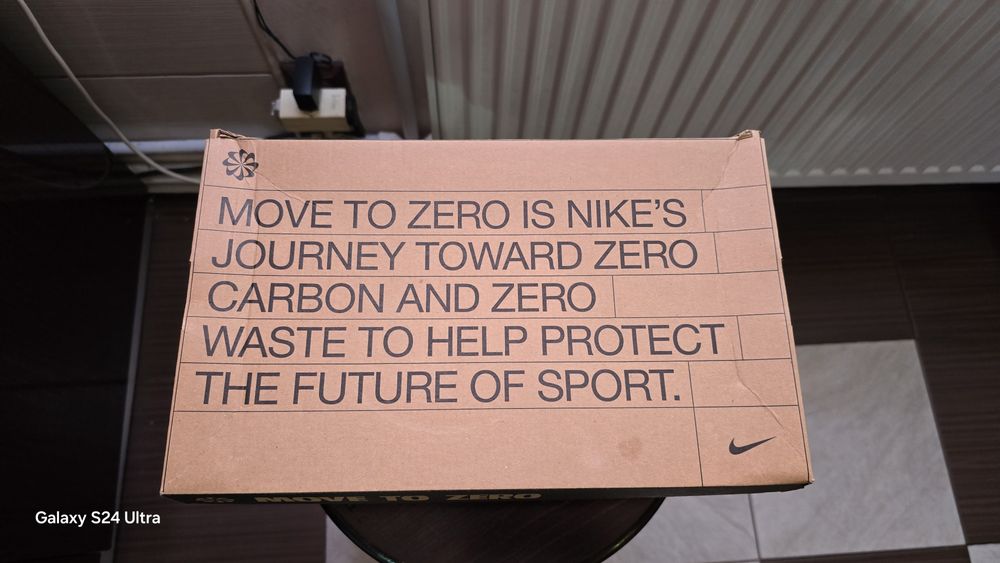 MOVE TO ZERO IS NIKE'S
JOURNEY TOWARD ZERO
CARBON AND ZERO
WASTE TO HELP PROTECT
THE FUTURE OF SPORT.
MOVE TO ZERO
Galaxy S24 Ultra